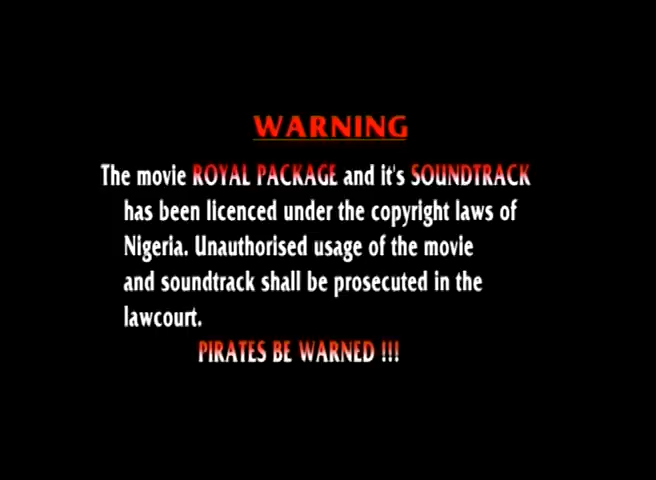 WARNING
The movie ROYAL PACKAGE and it's SOUNDTRACK
has been licenced under the copyright laws of
Nigeria. Unauthorised usage of the movie
and soundtrack shall be prosecuted in the
lawcourt.
PIRATES BE WARNED !!!